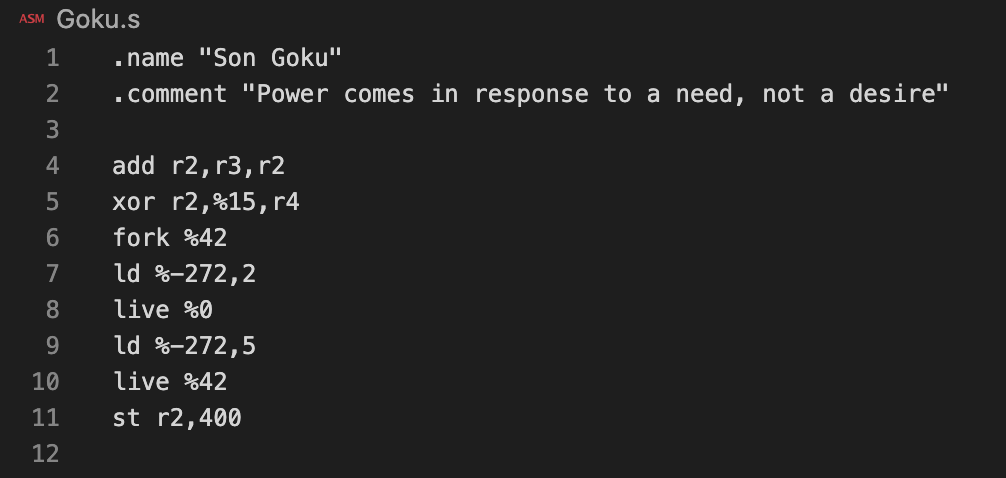 ASM Goku.s
1 .name "Son Goku"
2 .comment "Power comes in response to a need, not a desire"
3
4 add r2,r3,r2
5 xor r2,%15,r4
6 fork %42
7 ld %-272,2
8 live %0
9 ld %-272,5
10 live %42
11 st r2,400
12